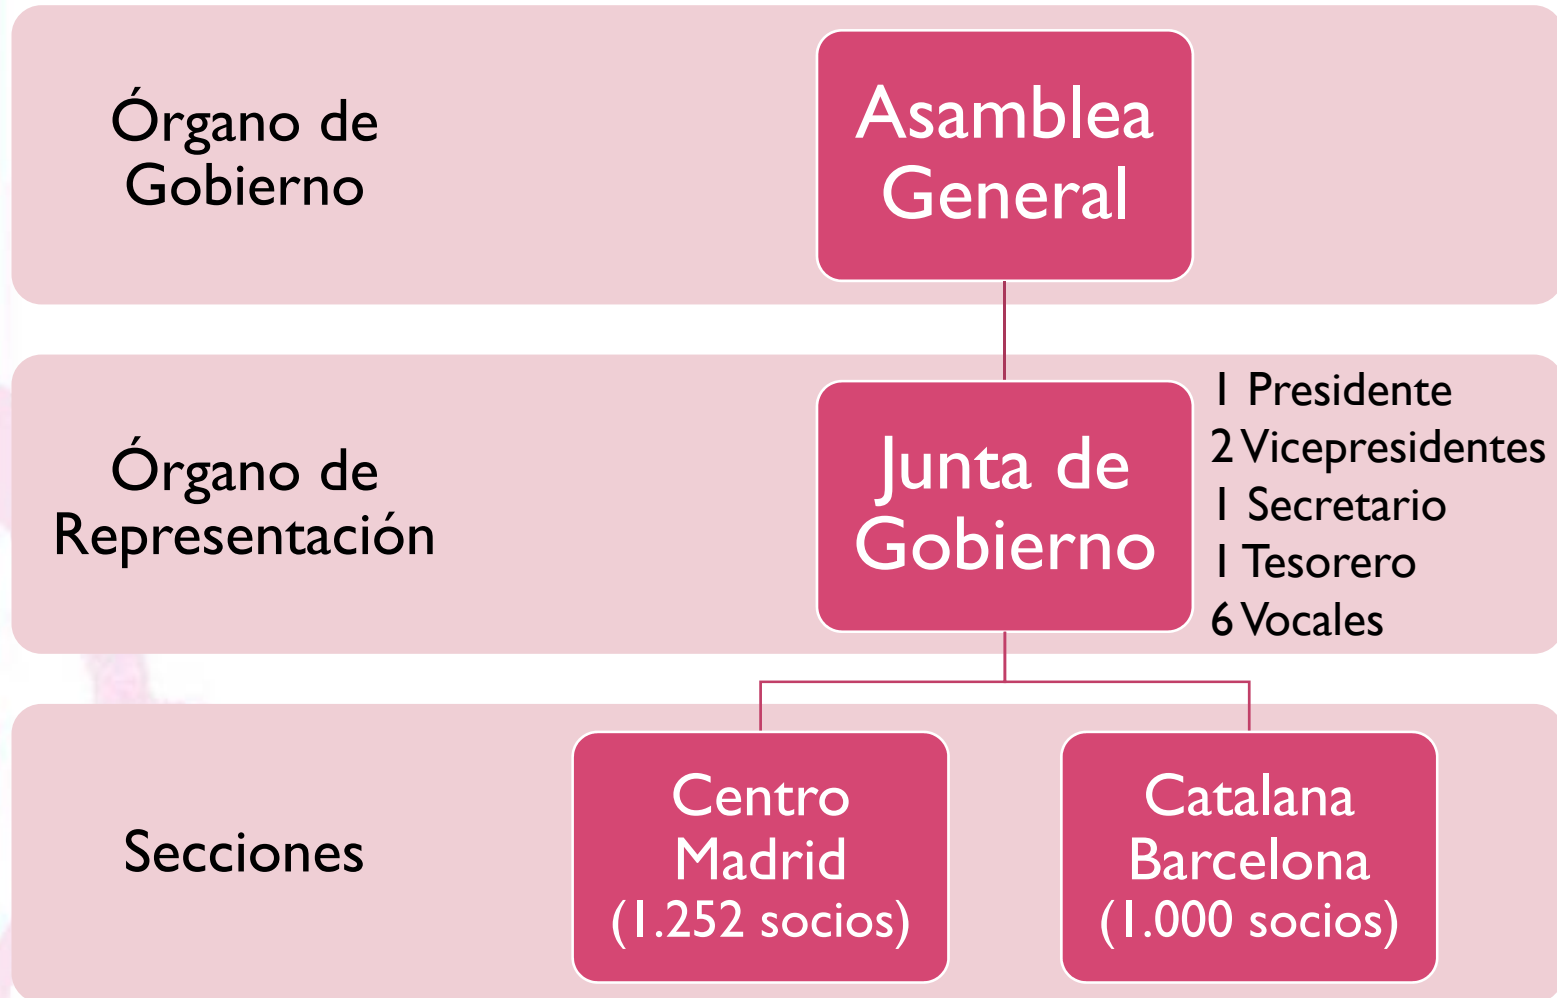 Órgano de
Gobierno
Asamblea
General
Órgano de
Representación
Junta de
Gobierno
1 Presidente
2 Vicepresidentes
1 Secretario
1 Tesorero
6 Vocales
Secciones
Centro
Madrid
(1.252 socios)
Catalana
Barcelona
(1.000 socios)